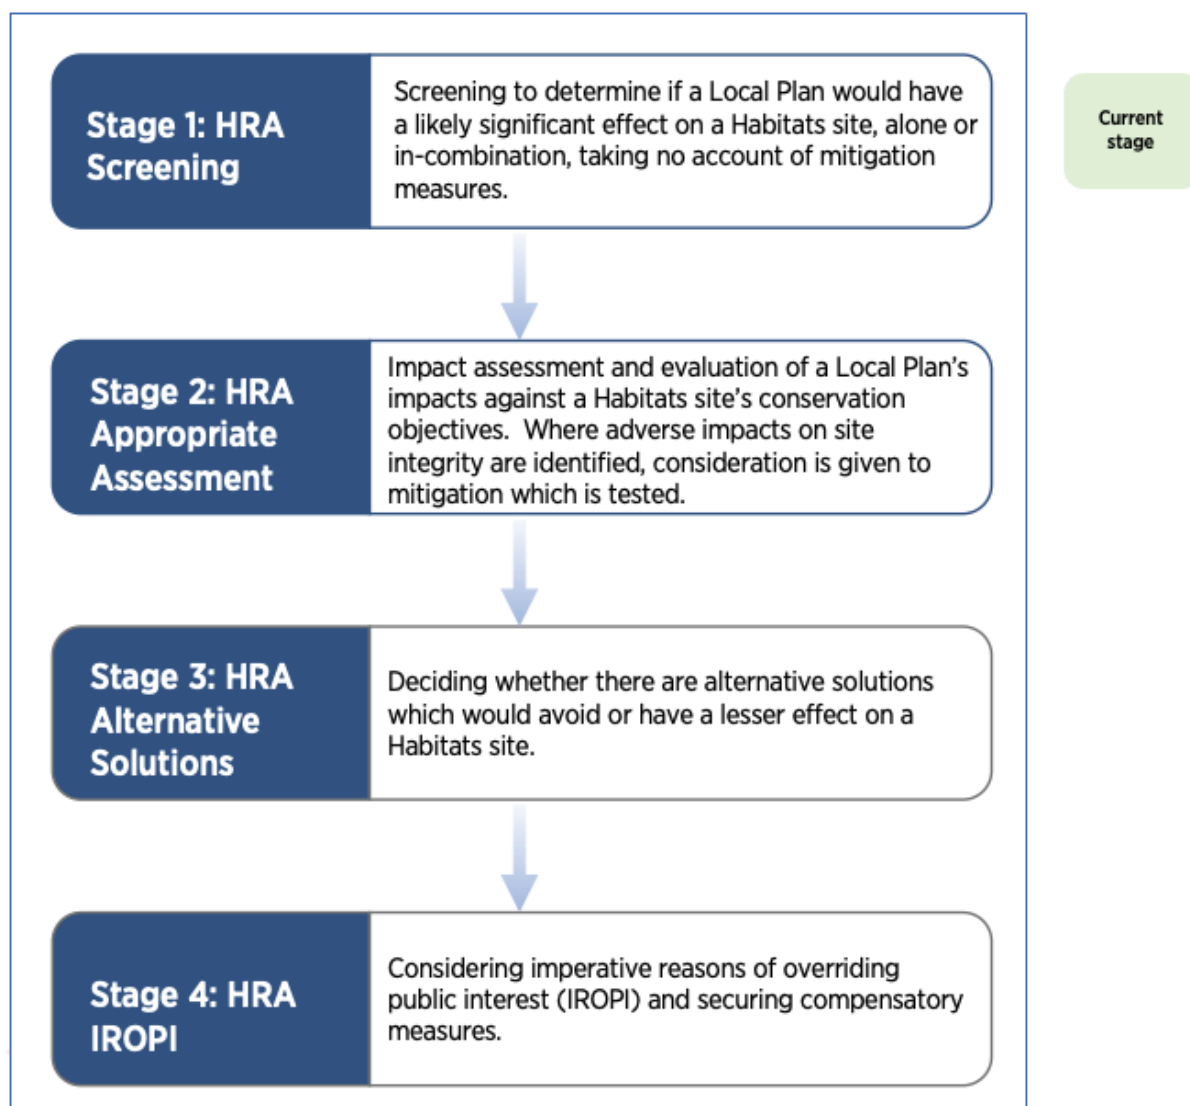 Stage 1: HRA
Screening
Screening to determine if a Local Plan would have
a likely significant effect on a Habitats site, alone or
in-combination, taking no account of mitigation
measures.
Current
stage
Stage 2: HRA
Appropriate
Assessment
Impact assessment and evaluation of a Local Plan’s
impacts against a Habitats site’s conservation
objectives.  Where adverse impacts on site
integrity are identified, consideration is given to
mitigation which is tested.
Stage 3: HRA
Alternative
Solutions
Deciding whether there are alternative solutions
which would avoid or have a lesser effect on a
Habitats site.
Stage 4: HRA
IROPI
Considering imperative reasons of overriding
public interest (IROPI) and securing compensatory
measures.